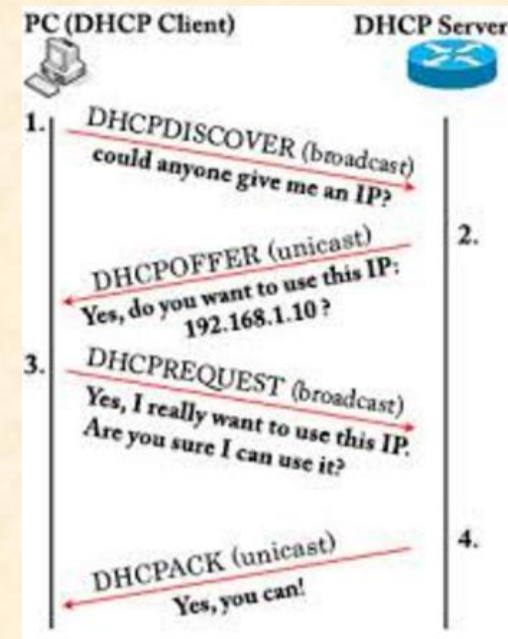 PC (DHCP Client)
DHCP Server
1.
DHCPDISCOVER (broadcast)
could anyone give me an IP?
2.
DHCPOFFER (unicast)
Yes, do you want to use this IP:
192.168.1.10 ?
3.
DHCPREQUEST (broadcast)
Yes, I really want to use this IP.
Are you sure I can use it?
4.
DHCPACK (unicast)
Yes, you can!